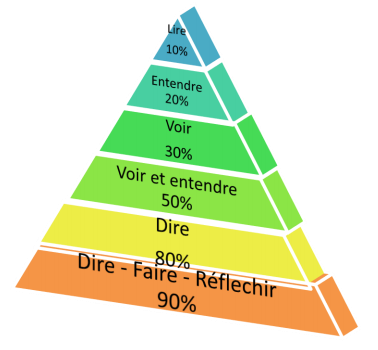 Lire
10%
Entendre
20%
Voir
30%
Voir et entendre
50%
Dire
80%
Dire - Faire - Réflechir
90%